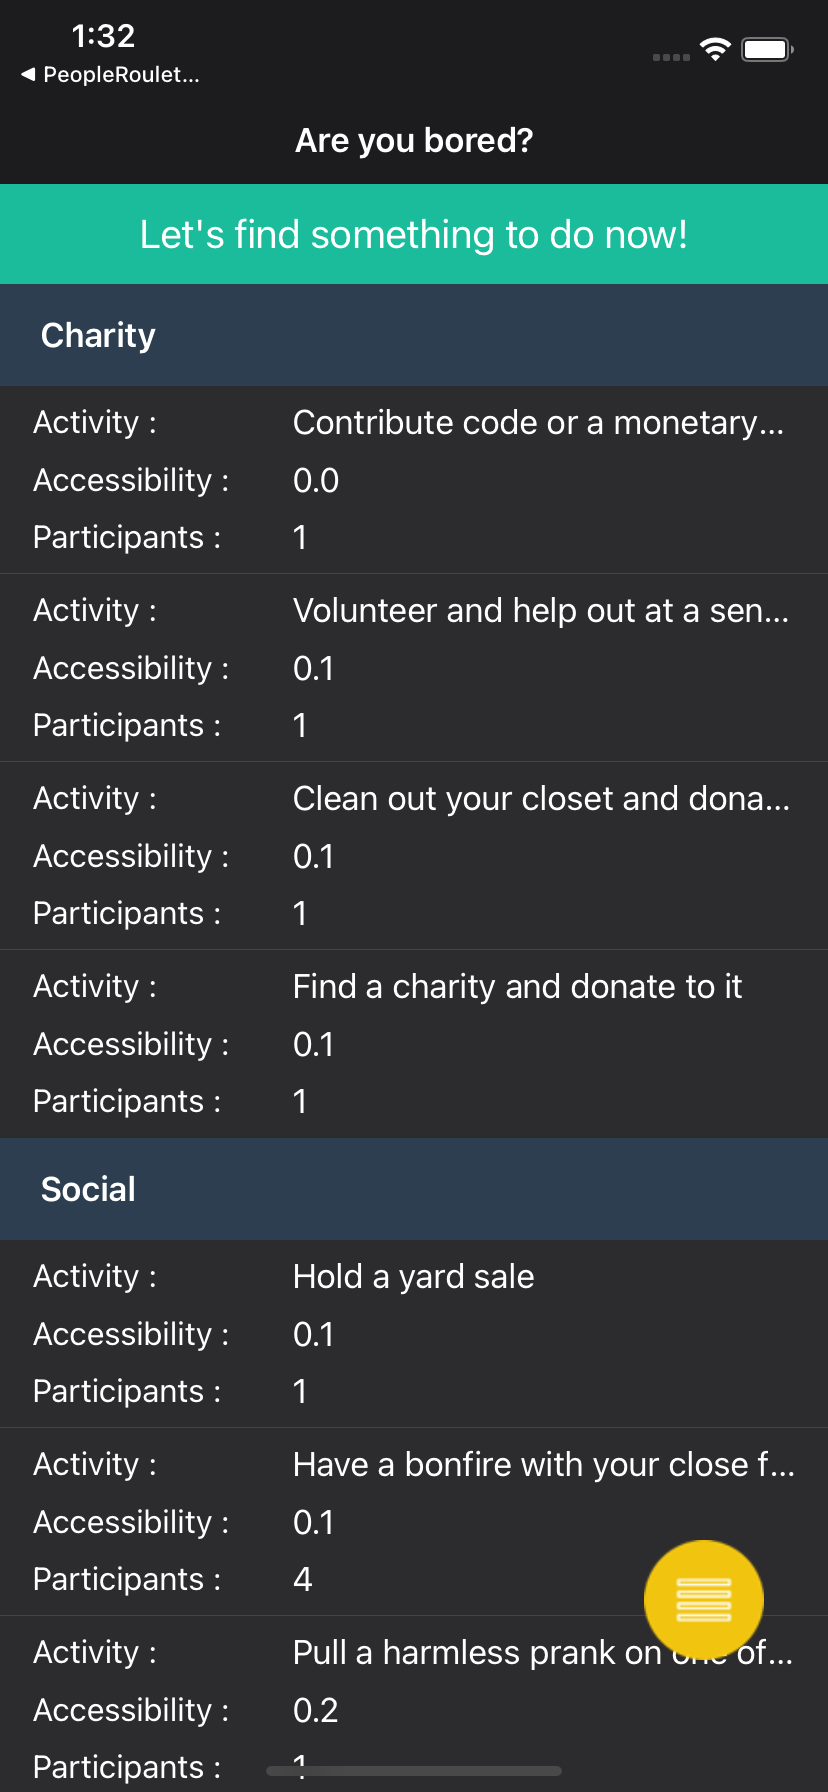 1:32
◀ PeopleRoulet...
Are you bored?
Let's find something to do now!
Charity
Activity : Contribute code or a monetary...
Accessibility : 0.0
Participants : 1
Activity : Volunteer and help out at a sen...
Accessibility : 0.1
Participants : 1
Activity : Clean out your closet and dona...
Accessibility : 0.1
Participants : 1
Activity : Find a charity and donate to it
Accessibility : 0.1
Participants : 1
Social
Activity : Hold a yard sale
Accessibility : 0.1
Participants : 1
Activity : Have a bonfire with your close f...
Accessibility : 0.1
Participants : 4
Activity : Pull a harmless prank on one of...
Accessibility : 0.2
Participants : 1